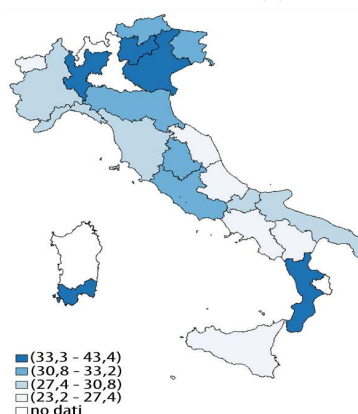 (33,3 – 43,4)
(30,8 – 33,2)
(27,4 – 30,8)
(23,2 – 27,4)
no dati